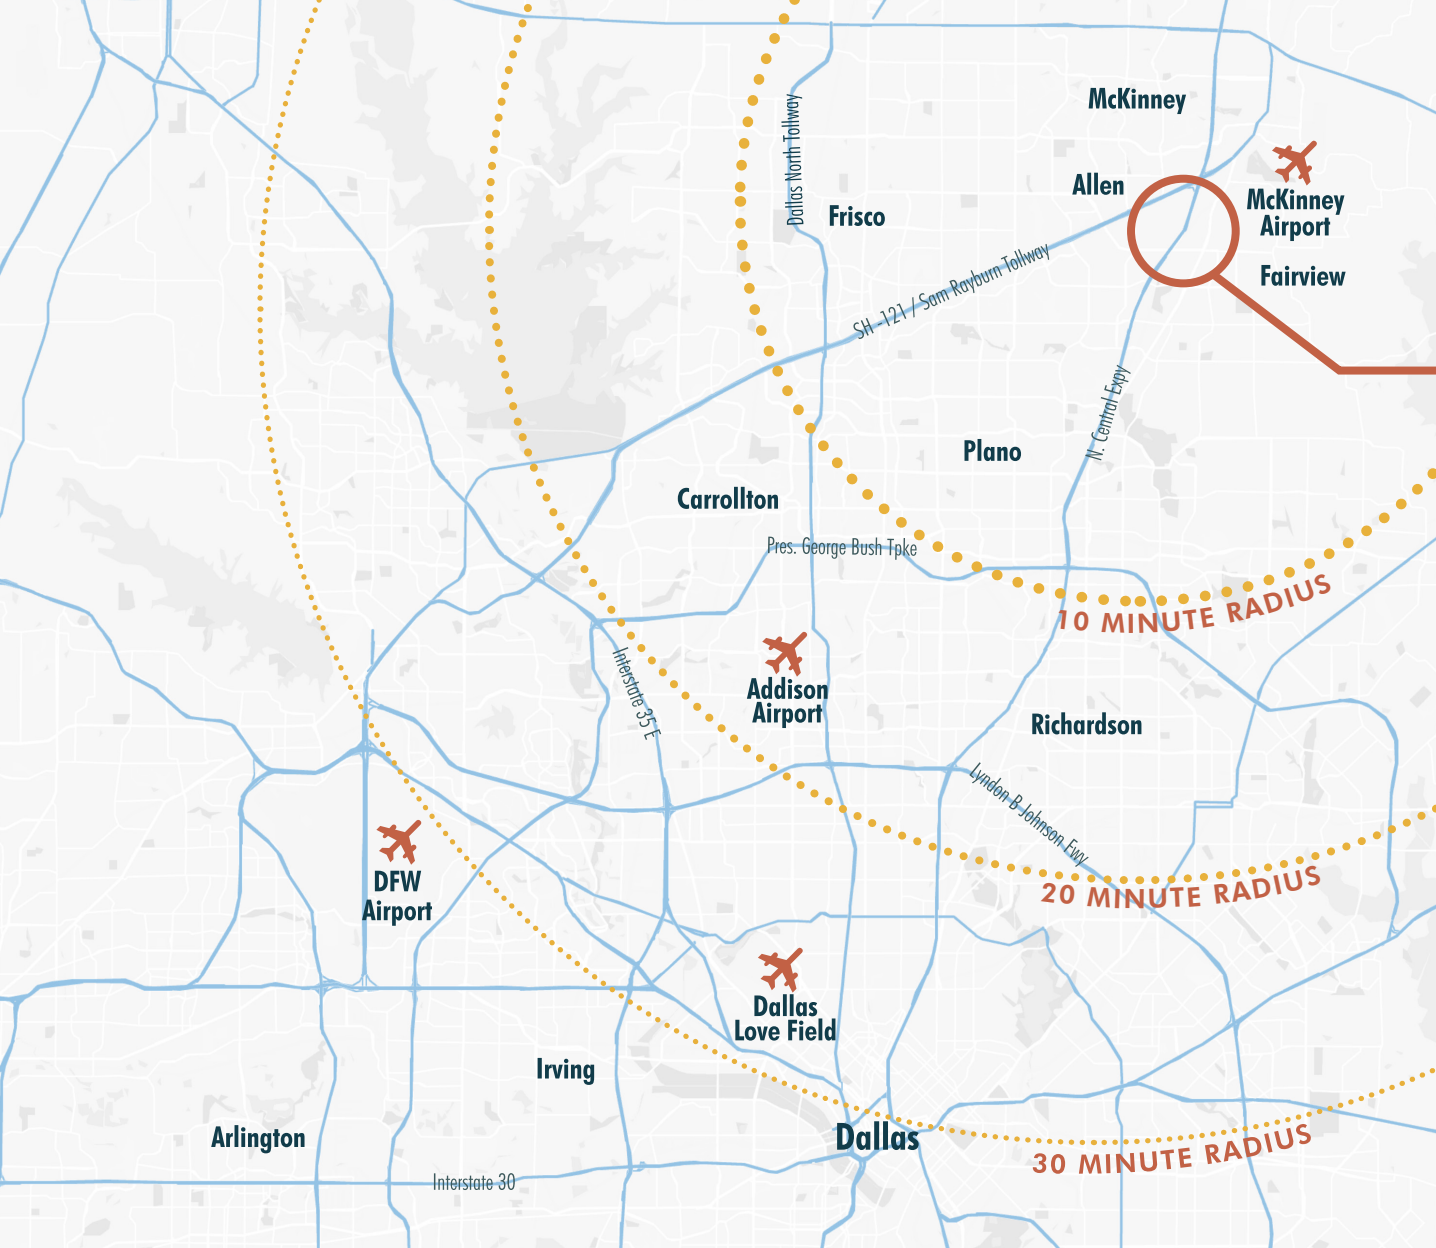 McKinney
Dallas North Tollway
Allen
McKinney
Airport
Frisco
SH -121 / Sam Rayburn Tollway
Fairview
N. Central Expy
Plano
Carrollton
Pres. George Bush Tpke
10 MINUTE RADIUS
Interstate 35 E
Addison
Airport
Richardson
Lyndon B Johnson Fwy
DFW
Airport
20 MINUTE RADIUS
Dallas
Love Field
Irving
Arlington
Dallas
30 MINUTE RADIUS
Interstate 30